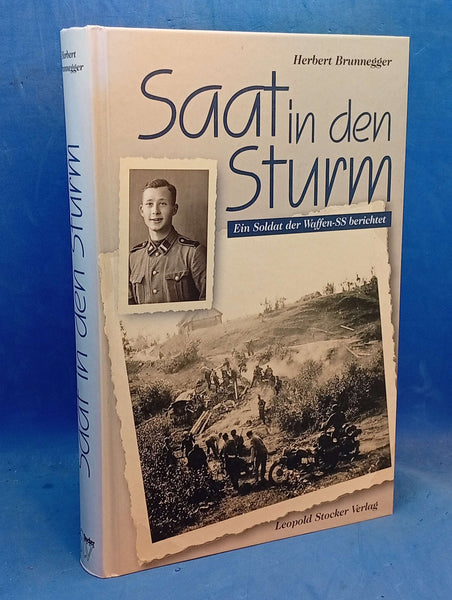 Herbert Brunnegger
Saat in den
Sturm
Ein Soldat der Waffen-SS berichtet
Leopold Stocker Verlag
Herbert
Brunnegger
Saat in den Sturm